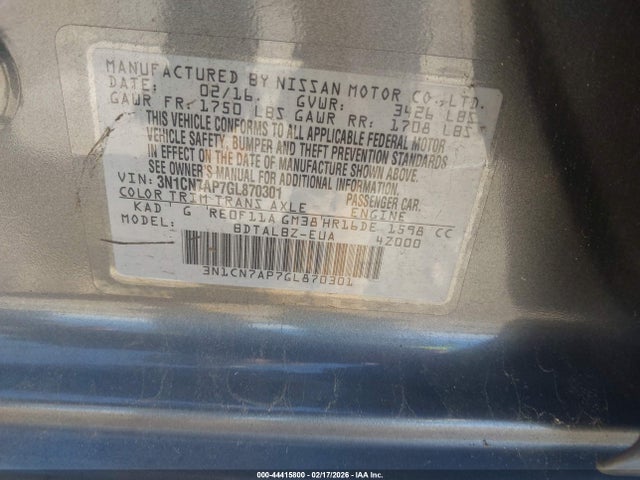 MANUFACTURED BY NISSAN MOTOR CO.,LTD.
DATE: 02/16. GVWR: 3426 LBS
GAWR FR: 1750 LBS GAWR RR: 1708 LBS
THIS VEHICLE CONFORMS TO ALL APPLICABLE FEDERAL MOTOR
VEHICLE SAFETY, BUMPER AND THEFT PREVENTION STANDARDS
IN EFFECT ON THE DATE OF MANUFACTURE SHOWN ABOVE.
SEE OWNER'S MANUAL FOR ADDITIONAL INFORMATION
VIN: 3N1CN7AP7GL870301 PASSENGER CAR
COLOR TRIM TRANS AXLE ENGINE
KAD G RE0F11A GM38 HR16DE 1598 CC
MODEL: BDTALBZ-EUA 4Z000
3N1CN7AP7GL870301
000-44415800 - 02/17/2026 - IAA Inc.